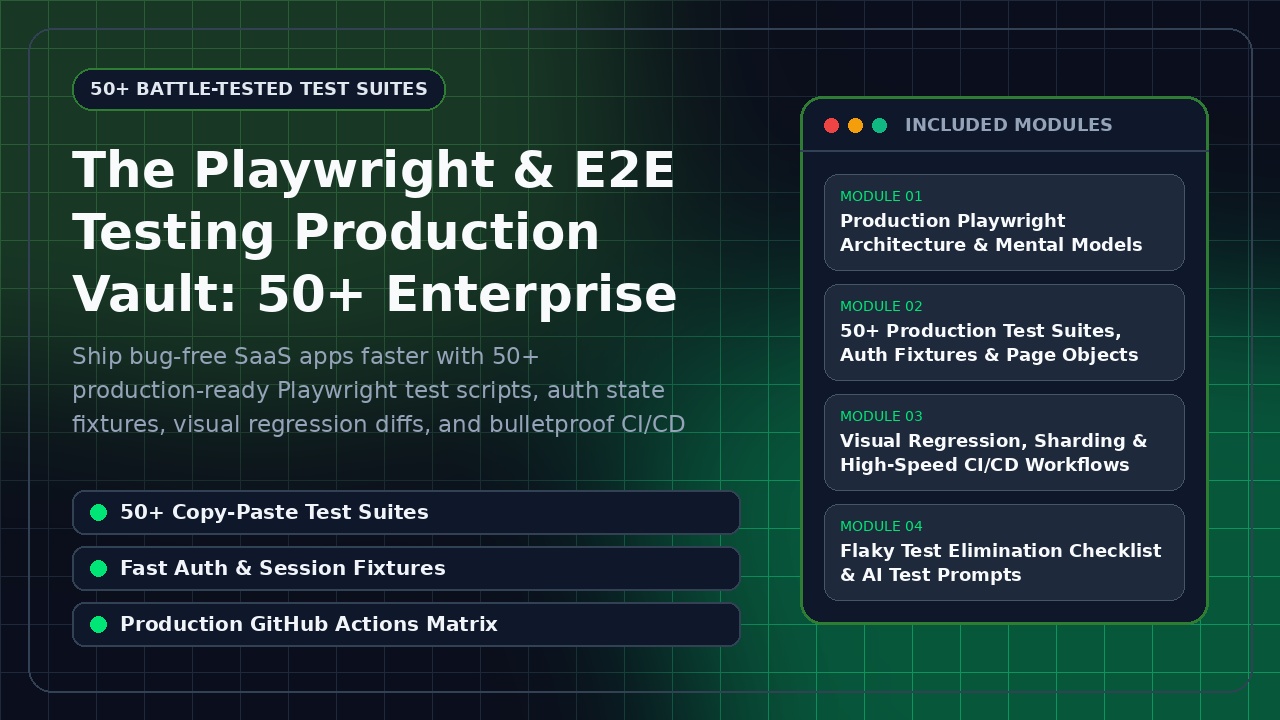 50+ BATTLE-TESTED TEST SUITES
The Playwright & E2E
Testing Production
Vault: 50+ Enterprise
Ship bug-free SaaS apps faster with 50+
production-ready Playwright test scripts, auth state
fixtures, visual regression diffs, and bulletproof CI/CD
50+ Copy-Paste Test Suites
Fast Auth & Session Fixtures
Production GitHub Actions Matrix
INCLUDED MODULES
MODULE 01
Production Playwright
Architecture & Mental Models
MODULE 02
50+ Production Test Suites,
Auth Fixtures & Page Objects
MODULE 03
Visual Regression, Sharding &
High-Speed CI/CD Workflows
MODULE 04
Flaky Test Elimination Checklist
& AI Test Prompts